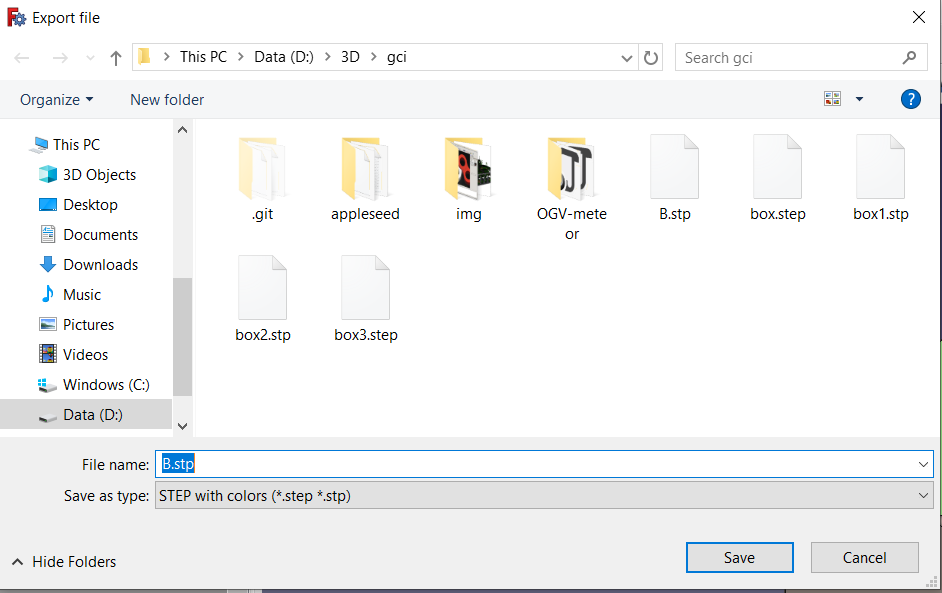 Export file
This PC
Data (D:)
3D
gci
Search gci
Organize
New folder
?
This PC
3D Objects
Desktop
Documents
Downloads
Music
Pictures
Videos
Windows (C:)
Data (D:)
.git
appleseed
img
OGV-mete
or
B.stp
box.step
box1.stp
box2.stp
box3.step
File name: B.stp
Save as type: STEP with colors (*.step *.stp)
Hide Folders
Save
Cancel